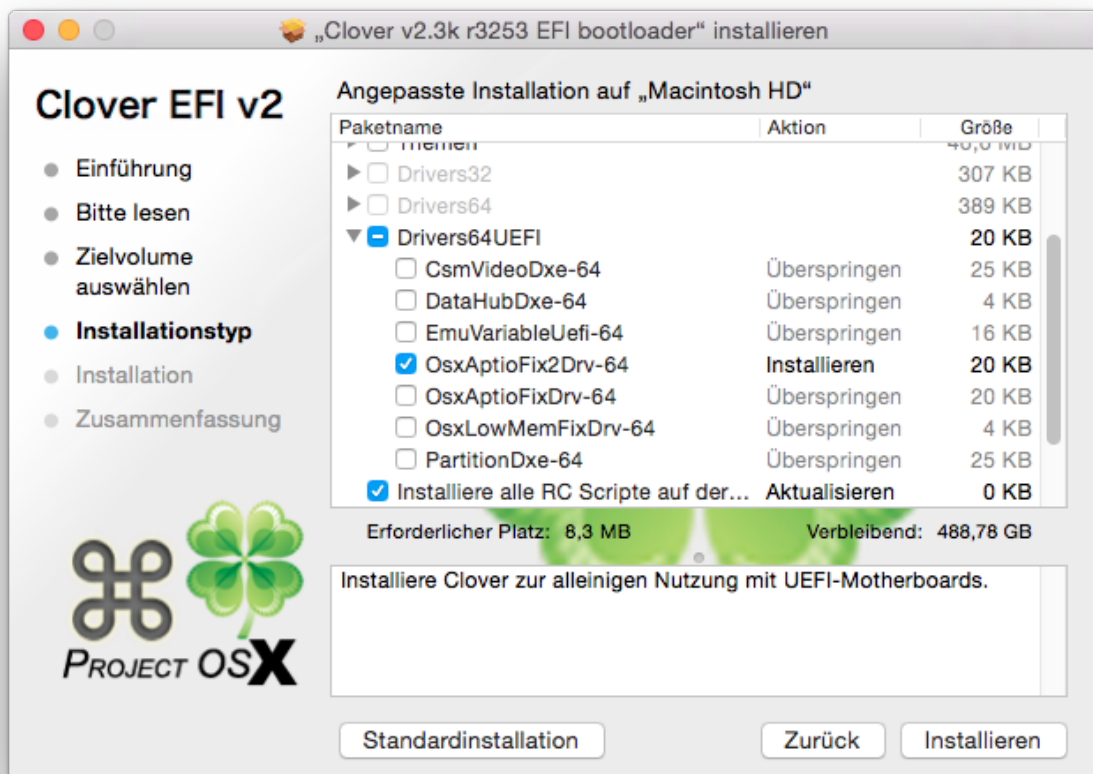 „Clover v2.3k r3253 EFI bootloader“ installieren
Clover EFI v2
Einführung
Bitte lesen
Zielvolume
auswählen
Installationstyp
Installation
Zusammenfassung
PROJECT OSX
Angepasste Installation auf „Macintosh HD“
Paketname Aktion Größe
Themen 46,6 MB
Drivers32 307 KB
Drivers64 389 KB
Drivers64UEFI 20 KB
CsmVideoDxe-64 Überspringen 25 KB
DataHubDxe-64 Überspringen 4 KB
EmuVariableUefi-64 Überspringen 16 KB
OsxAptioFix2Drv-64 Installieren 20 KB
OsxAptioFixDrv-64 Überspringen 20 KB
OsxLowMemFixDrv-64 Überspringen 4 KB
PartitionDxe-64 Überspringen 25 KB
Installiere alle RC Scripte auf der... Aktualisieren 0 KB
Erforderlicher Platz: 8,3 MB Verbleibend: 488,78 GB
Installiere Clover zur alleinigen Nutzung mit UEFI-Motherboards.
Standardinstallation Zurück Installieren